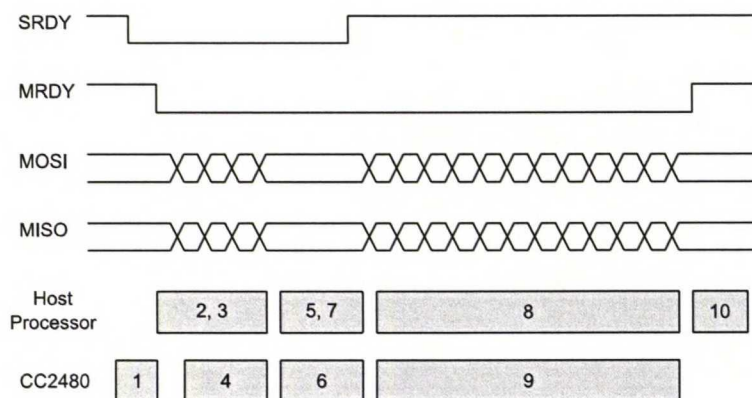 SRDY
MRDY
MOSI
MISO
Host
Processor
2, 3
5, 7
8
10
CC2480
1
4
6
9